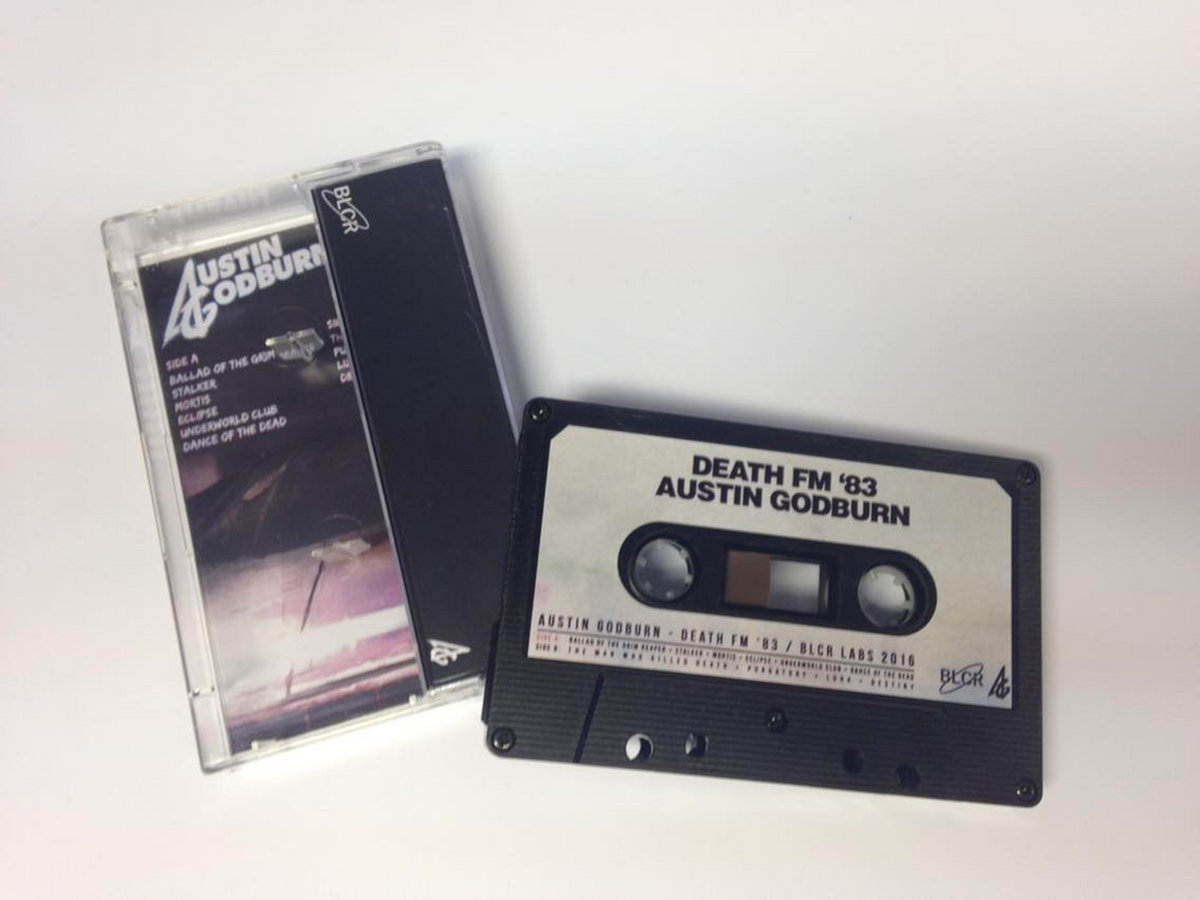 BLCR
AUSTIN
GODBURN
SIDE A
BALLAD OF THE GRIM
STALKER
MORTIS
ECLIPSE
UNDERWORLD CLUB
DANCE OF THE DEAD
AG
DEATH FM '83
AUSTIN GODBURN
AUSTIN GODBURN - DEATH FM '83 / BLCR LABS 2016
SIDE A: BALLAD OF THE GRIM REAPER • STALKER • MORTIS • ECLIPSE • UNDERWORLD CLUB • DANCE OF THE DEAD
SIDE B: THE MAN WHO KILLED DEATH • PURGATORY • LUNA • DESTINY
BLCR AG